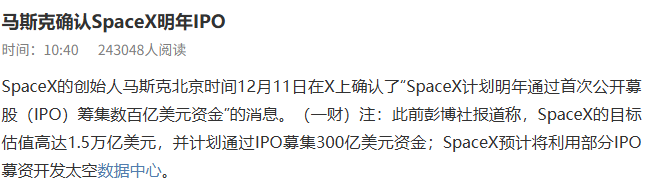 马斯克确认SpaceX明年IPO
时间：10:40 243048人阅读
SpaceX的创始人马斯克北京时间12月11日在X上确认了“SpaceX计划明年通过首次公开募
股（IPO）筹集数百亿美元资金”的消息。（一财）注：此前彭博社报道称，SpaceX的目标
估值高达1.5万亿美元，并计划通过IPO募集300亿美元资金；SpaceX预计将利用部分IPO
募资开发太空数据中心。